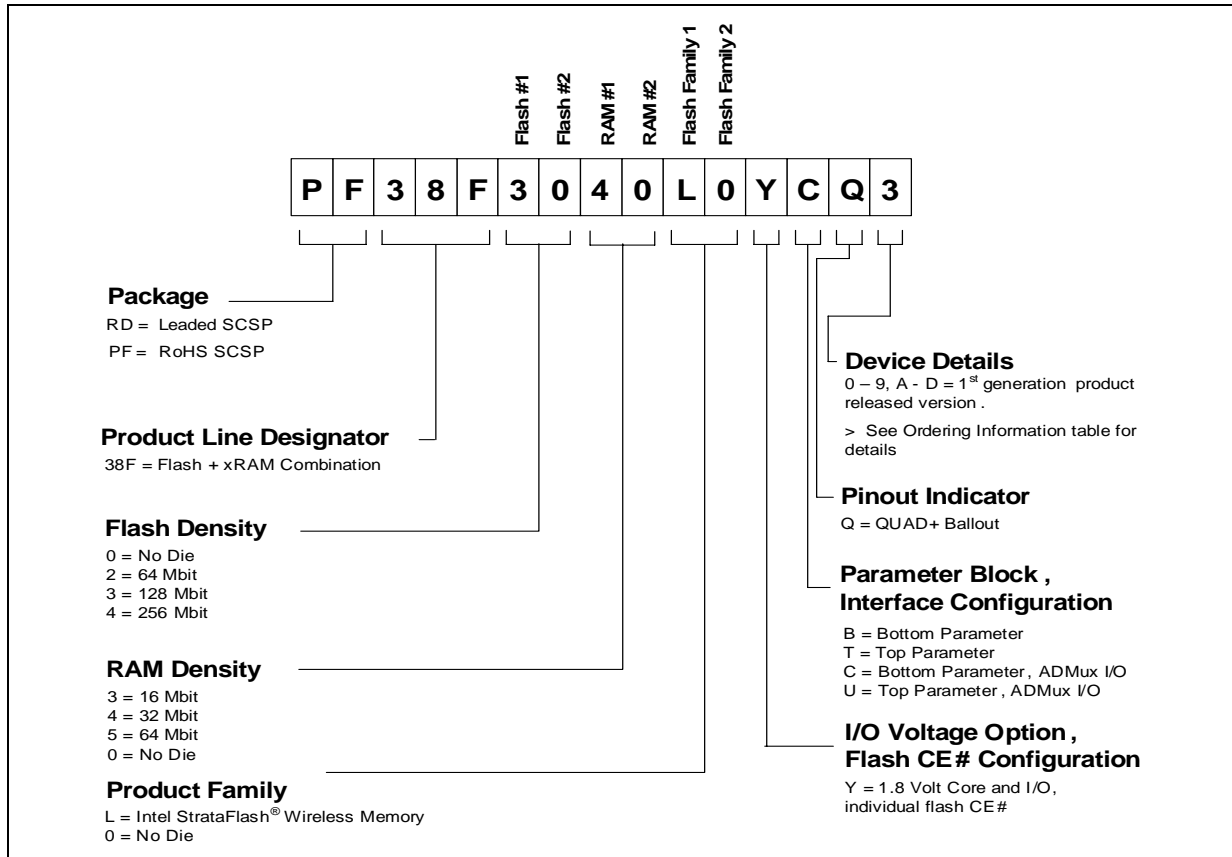 Flash #1
Flash #2
RAM #1
RAM #2
Flash Family 1
Flash Family 2
P F 3 8 F 3 0 4 0 L 0 Y C Q 3
Package
RD = Leaded SCSP
PF = RoHS SCSP
Product Line Designator
38F = Flash + xRAM Combination
Flash Density
0 = No Die
2 = 64 Mbit
3 = 128 Mbit
4 = 256 Mbit
RAM Density
3 = 16 Mbit
4 = 32 Mbit
5 = 64 Mbit
0 = No Die
Product Family
L = Intel StrataFlash® Wireless Memory
0 = No Die
Device Details
0 – 9, A - D = 1st generation product
released version .
> See Ordering Information table for
details
Pinout Indicator
Q = QUAD+ Ballout
Parameter Block ,
Interface Configuration
B = Bottom Parameter
T = Top Parameter
C = Bottom Parameter , ADMux I/O
U = Top Parameter , ADMux I/O
I/O Voltage Option ,
Flash CE# Configuration
Y = 1.8 Volt Core and I/O,
individual flash CE#